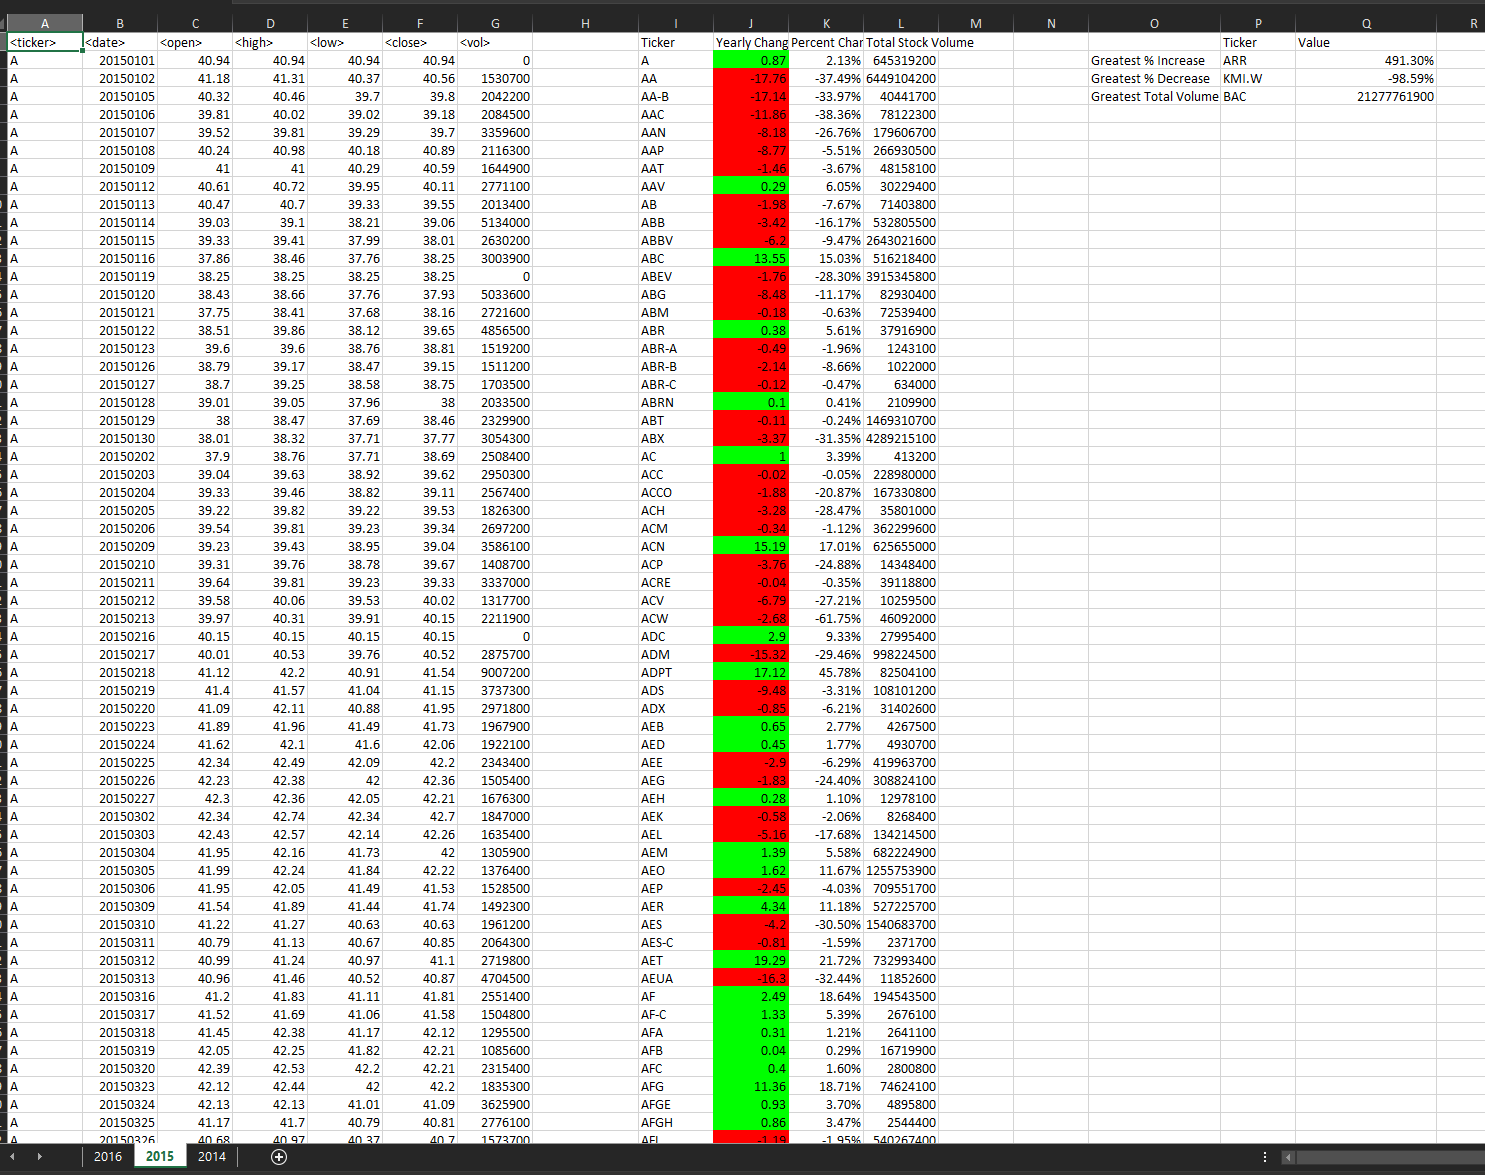 A B C D E F G H I J K L M N O P Q R
<ticker> <date> <open> <high> <low> <close> <vol> Ticker Yearly Chang Percent Char Total Stock Volume Ticker Value
A 20150101 40.94 40.94 40.94 40.94 0 A 0.87 2.13% 645319200 Greatest % Increase ARR 491.30%
A 20150102 41.18 41.31 40.37 40.56 1530700 AA -17.76 -37.49% 6449104200 Greatest % Decrease KMI.W -98.59%
A 20150105 40.32 40.46 39.7 39.8 2042200 AA-B -17.14 -33.97% 40441700 Greatest Total Volume BAC 21277761900
A 20150106 39.81 40.02 39.02 39.18 2084500 AAC -11.86 -38.36% 78122300
A 20150107 39.52 39.81 39.29 39.7 3359600 AAN -8.18 -26.76% 179606700
A 20150108 40.24 40.98 40.18 40.89 2116300 AAP -8.77 -5.51% 266930500
A 20150109 41 41 40.29 40.59 1644900 AAT -1.46 -3.67% 48158100
A 20150112 40.61 40.72 39.95 40.11 2771100 AAV 0.29 6.05% 30229400
A 20150113 40.47 40.7 39.33 39.55 2013400 AB -1.98 -7.67% 71403800
A 20150114 39.03 39.1 38.21 39.06 5134000 ABB -3.42 -16.17% 532805500
A 20150115 39.33 39.41 37.99 38.01 2630200 ABBV -6.2 -9.47% 2643021600
A 20150116 37.86 38.46 37.76 38.25 3003900 ABC 13.55 15.03% 516218400
A 20150119 38.25 38.25 38.25 38.25 0 ABEV -1.76 -28.30% 3915345800
A 20150120 38.43 38.66 37.76 37.93 5033600 ABG -8.48 -11.17% 82930400
A 20150121 37.75 38.41 37.68 38.16 2721600 ABM -0.18 -0.63% 72539400
A 20150122 38.51 39.86 38.12 39.65 4856500 ABR 0.38 5.61% 37916900
A 20150123 39.6 39.6 38.76 38.81 1519200 ABR-A -0.49 -1.96% 1243100
A 20150126 38.79 39.17 38.47 39.15 1511200 ABR-B -2.14 -8.66% 1022000
A 20150127 38.7 39.25 38.58 38.75 1703500 ABR-C -0.12 -0.47% 634000
A 20150128 39.01 39.05 37.96 38 2033500 ABRN 0.1 0.41% 2109900
A 20150129 38 38.47 37.69 38.46 2329900 ABT -0.11 -0.24% 1469310700
A 20150130 38.01 38.32 37.71 37.77 3054300 ABX -3.37 -31.35% 4289215100
A 20150202 37.9 38.76 37.71 38.69 2508400 AC 1 3.39% 413200
A 20150203 39.04 39.63 38.92 39.62 2950300 ACC -0.02 -0.05% 228980000
A 20150204 39.33 39.46 38.82 39.11 2567400 ACCO -1.88 -20.87% 167330800
A 20150205 39.22 39.82 39.22 39.53 1826300 ACH -3.28 -28.47% 35801000
A 20150206 39.54 39.81 39.23 39.34 2697200 ACM -0.34 -1.12% 362299600
A 20150209 39.23 39.43 38.95 39.04 3586100 ACN 15.19 17.01% 625655000
A 20150210 39.31 39.76 38.78 39.67 1408700 ACP -3.76 -24.88% 14348400
A 20150211 39.64 39.81 39.23 39.33 3337000 ACRE -0.04 -0.35% 39118800
A 20150212 39.58 40.06 39.53 40.02 1317700 ACV -6.79 -27.21% 10259500
A 20150213 39.97 40.31 39.91 40.15 2211900 ACW -2.68 -61.75% 46092000
A 20150216 40.15 40.15 40.15 40.15 0 ADC 2.9 9.33% 27995400
A 20150217 40.01 40.53 39.76 40.52 2875700 ADM -15.32 -29.46% 998224500
A 20150218 41.12 42.2 40.91 41.54 9007200 ADPT 17.12 45.78% 82504100
A 20150219 41.4 41.57 41.04 41.15 3737300 ADS -9.48 -3.31% 108101200
A 20150220 41.09 42.11 40.88 41.95 2971800 ADX -0.85 -6.21% 31402600
A 20150223 41.89 41.96 41.49 41.73 1967900 AEB 0.65 2.77% 4267500
A 20150224 41.62 42.1 41.6 42.06 1922100 AED 0.45 1.77% 4930700
A 20150225 42.34 42.49 42.09 42.2 2343400 AEE -2.9 -6.29% 419963700
A 20150226 42.23 42.38 42 42.36 1505400 AEG -1.83 -24.40% 308824100
A 20150227 42.3 42.36 42.05 42.21 1676300 AEH 0.28 1.10% 12978100
A 20150302 42.34 42.74 42.34 42.7 1847000 AEK -0.58 -2.06% 8268400
A 20150303 42.43 42.57 42.14 42.26 1635400 AEL -5.16 -17.68% 134214500
A 20150304 41.95 42.16 41.73 42 1305900 AEM 1.39 5.58% 682224900
A 20150305 41.99 42.24 41.84 42.22 1376400 AEO 1.62 11.67% 1255753900
A 20150306 41.95 42.05 41.49 41.53 1528500 AEP -2.45 -4.03% 709551700
A 20150309 41.54 41.89 41.44 41.74 1492300 AER 4.34 11.18% 527225700
A 20150310 41.22 41.27 40.63 40.63 1961200 AES -4.2 -30.50% 1540683700
A 20150311 40.79 41.13 40.67 40.85 2064300 AES-C -0.81 -1.59% 2371700
A 20150312 40.99 41.24 40.97 41.1 2719800 AET 19.29 21.72% 732993400
A 20150313 40.96 41.46 40.52 40.87 4704500 AEUA -16.3 -32.44% 11852600
A 20150316 41.2 41.83 41.11 41.81 2551400 AF 2.49 18.64% 194543500
A 20150317 41.52 41.69 41.06 41.58 1504800 AF-C 1.33 5.39% 2676100
A 20150318 41.45 42.38 41.17 42.12 1295500 AFA 0.31 1.21% 2641100
A 20150319 42.05 42.25 41.82 42.21 1085600 AFB 0.04 0.29% 16719900
A 20150320 42.39 42.53 42.2 42.21 2315400 AFC 0.4 1.60% 2800800
A 20150323 42.12 42.44 42 42.2 1835300 AFG 11.36 18.71% 74624100
A 20150324 42.13 42.13 41.01 41.09 3625900 AFGE 0.93 3.70% 4895800
A 20150325 41.17 41.7 40.79 40.81 2776100 AFGH 0.86 3.47% 2544400
A 20150326 40.68 40.97 40.37 40.7 1573700 AFL -1.19 -1.95% 540267400
2016 2015 2014